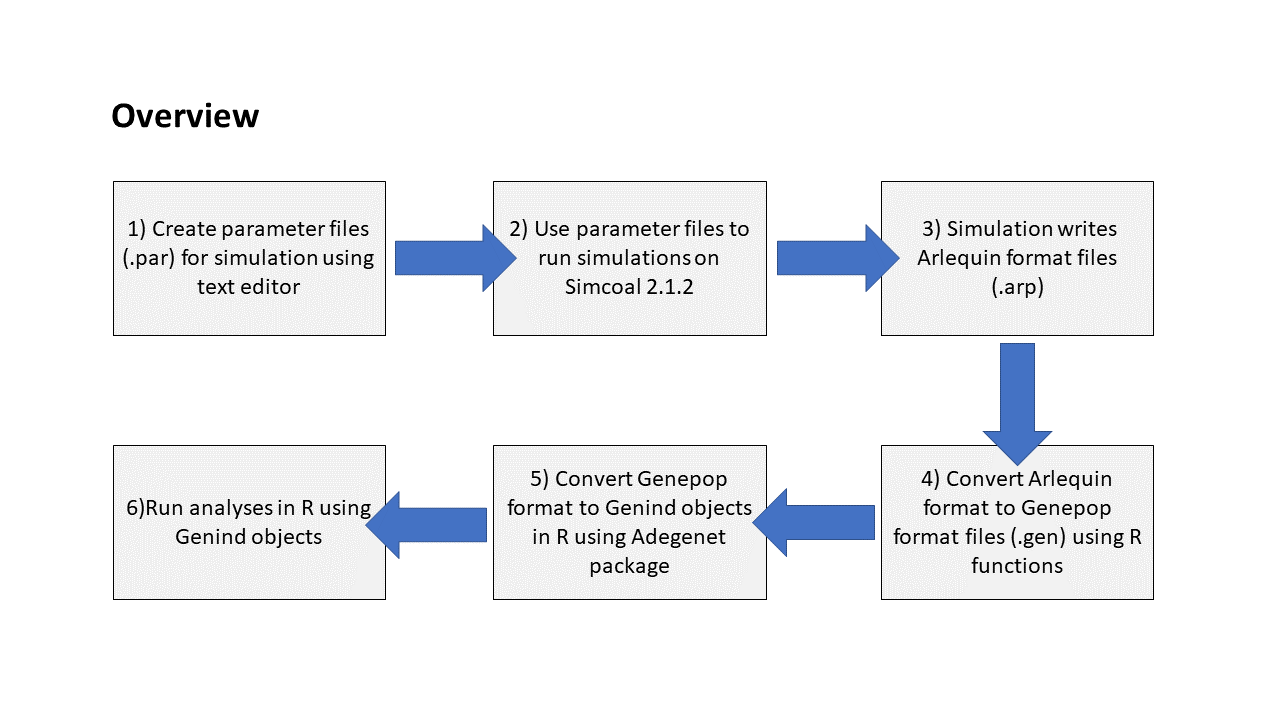 Overview
1) Create parameter files
(.par) for simulation using
text editor
2) Use parameter files to
run simulations on
Simcoal 2.1.2
3) Simulation writes
Arlequin format files
(.arp)
4) Convert Arlequin
format to Genepop
format files (.gen) using R
functions
5) Convert Genepop
format to Genind objects
in R using Adegenet
package
6)Run analyses in R using
Genind objects